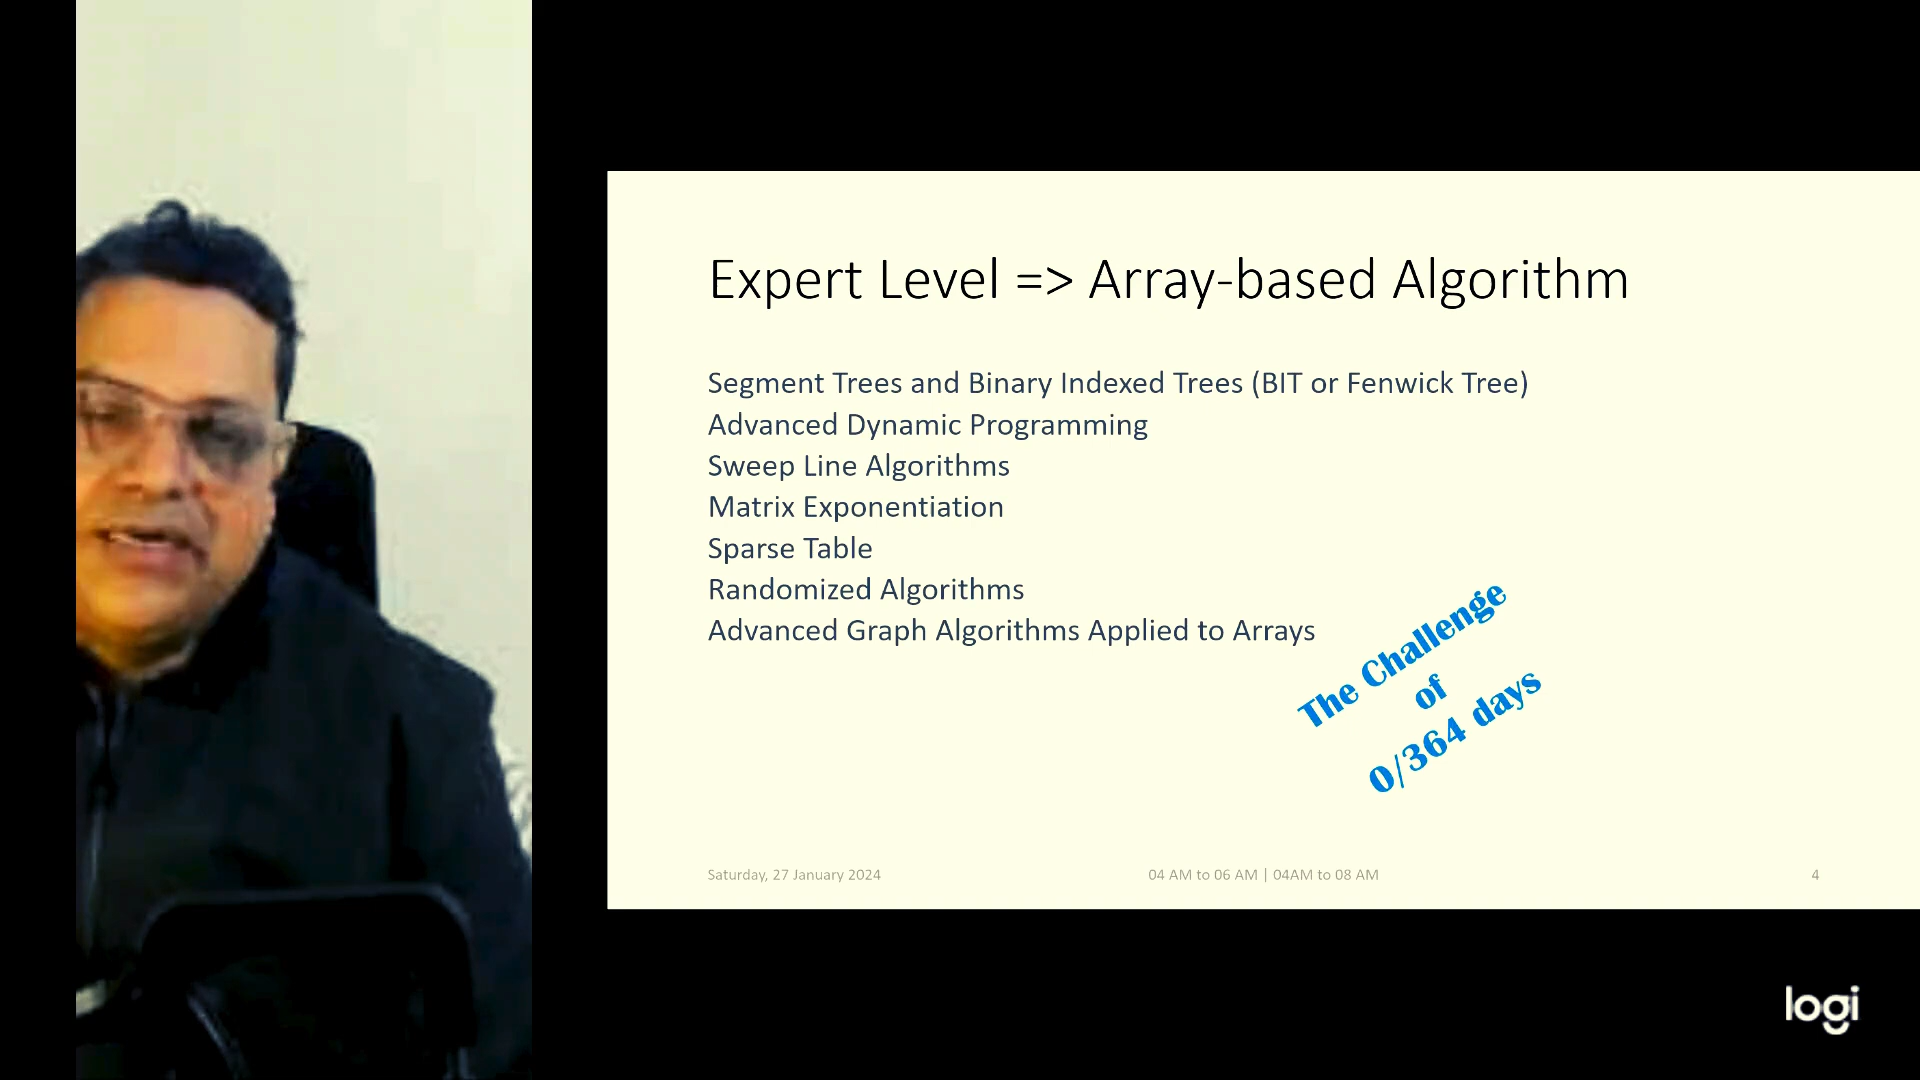 Expert Level => Array-based Algorithm
Segment Trees and Binary Indexed Trees (BIT or Fenwick Tree)
Advanced Dynamic Programming
Sweep Line Algorithms
Matrix Exponentiation
Sparse Table
Randomized Algorithms
Advanced Graph Algorithms Applied to Arrays
The Challenge
of
0/364 days
Saturday, 27 January 2024
04 AM to 06 AM | 04AM to 08 AM
4
logi